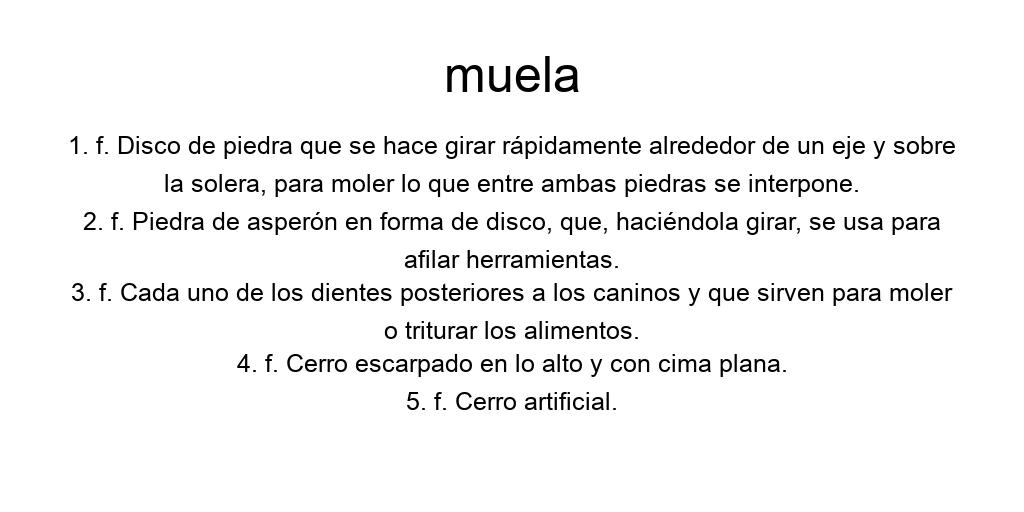 muela
1. f. Disco de piedra que se hace girar rápidamente alrededor de un eje y sobre
la solera, para moler lo que entre ambas piedras se interpone.
2. f. Piedra de asperón en forma de disco, que, haciéndola girar, se usa para
afilar herramientas.
3. f. Cada uno de los dientes posteriores a los caninos y que sirven para moler
o triturar los alimentos.
4. f. Cerro escarpado en lo alto y con cima plana.
5. f. Cerro artificial.